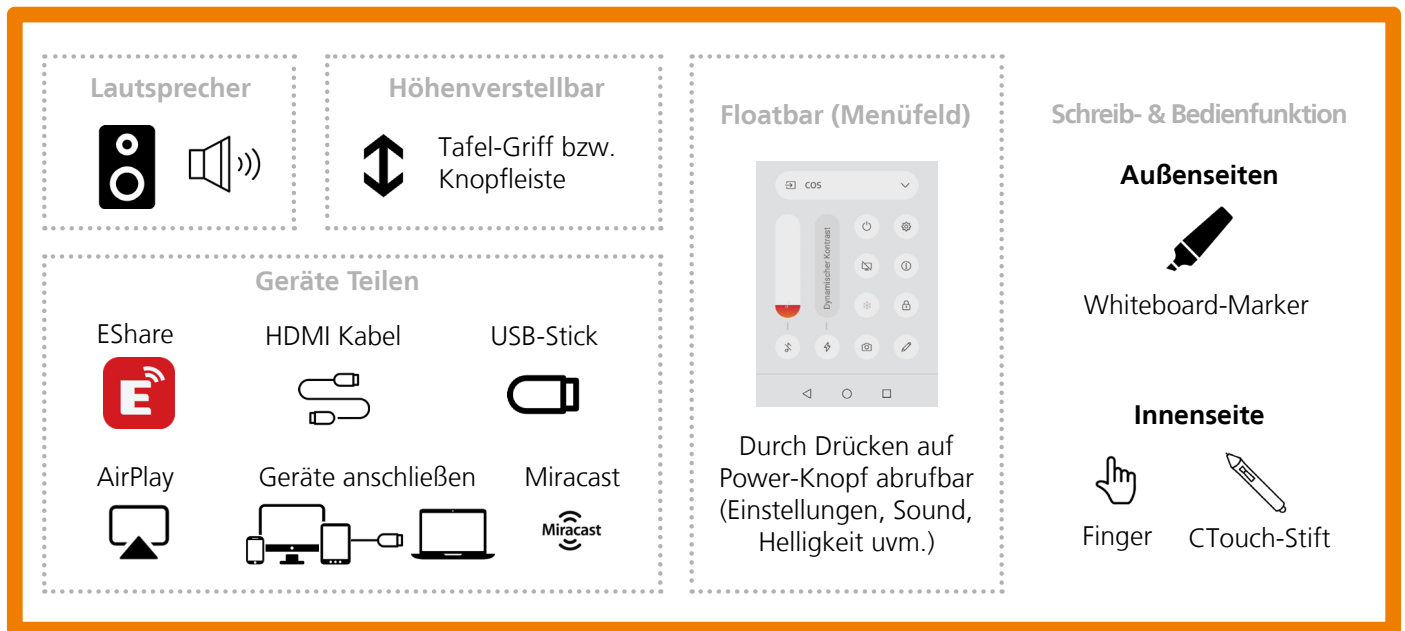 Lautsprecher
Höhenverstellbar
Tafel-Griff bzw.
Knopfleiste
Geräte Teilen
EShare
HDMI Kabel
USB-Stick
E
AirPlay
Geräte anschließen
Miracast
Miracast
Floatbar (Menüfeld)
cos
Dynamischer Kontrast
Durch Drücken auf
Power-Knopf abrufbar
(Einstellungen, Sound,
Helligkeit uvm.)
Schreib- & Bedienfunktion
Außenseiten
Whiteboard-Marker
Innenseite
Finger
CTouch-Stift